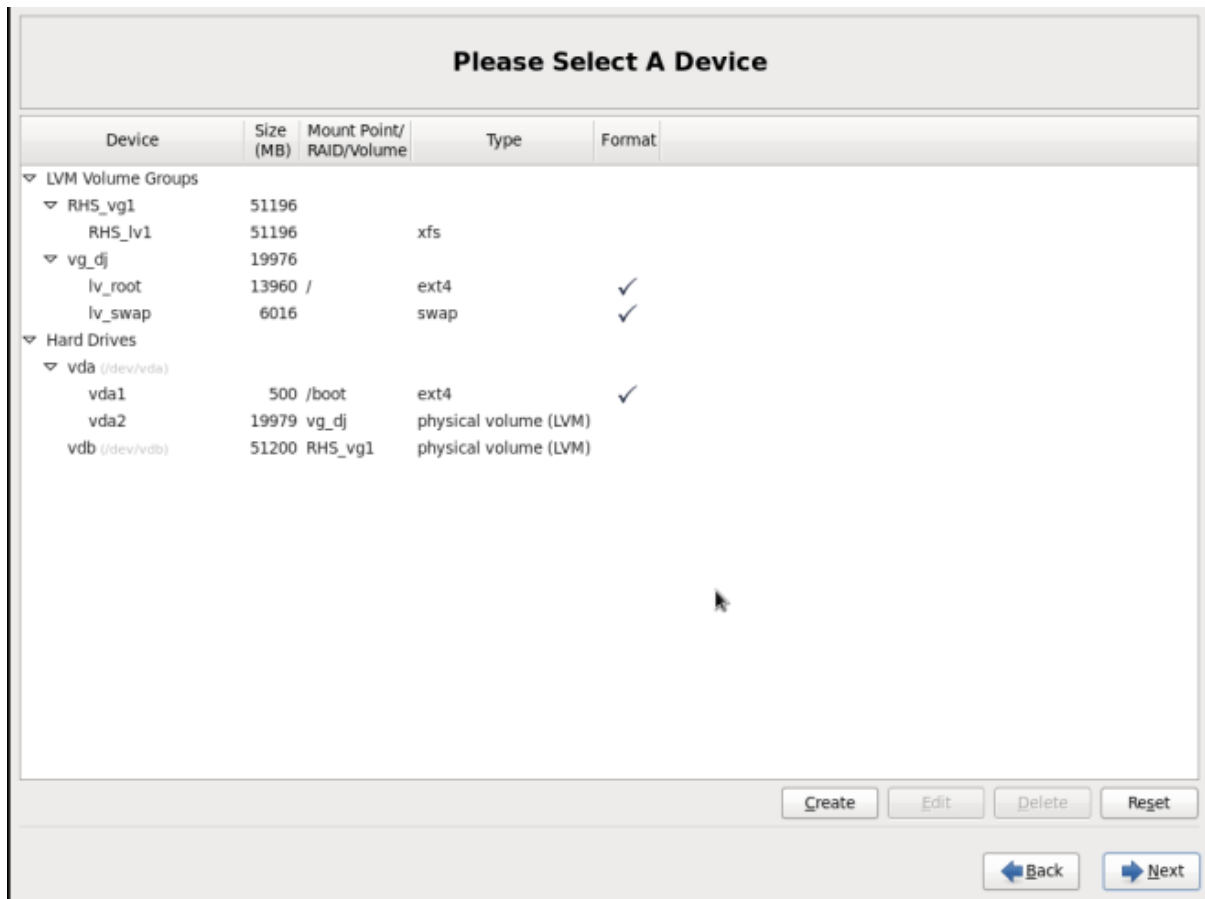 Please Select A Device
Device Size (MB) Mount Point/ RAID/Volume Type Format
LVM Volume Groups
RHS_vg1 51196
RHS_lv1 51196 xfs
vg_dj 19976
lv_root 13960 / ext4 ✓
lv_swap 6016 swap ✓
Hard Drives
vda (/dev/vda)
vda1 500 /boot ext4 ✓
vda2 19979 vg_dj physical volume (LVM)
vdb (/dev/vdb) 51200 RHS_vg1 physical volume (LVM)
Create Edit Delete Reset
Back Next